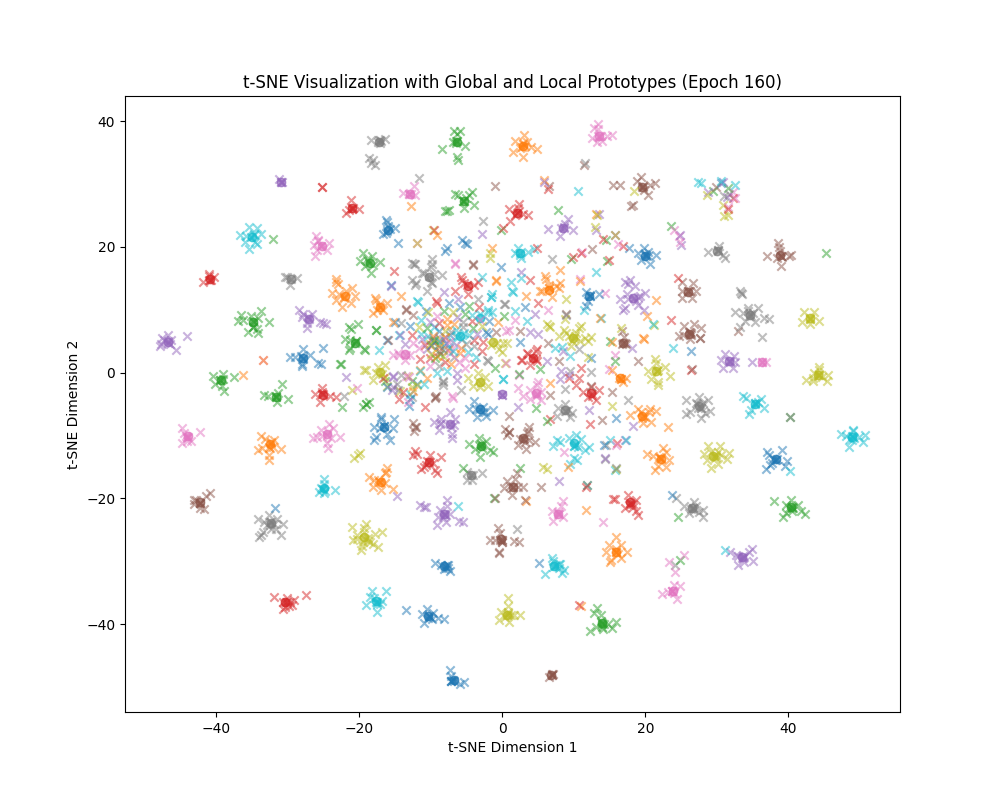 t-SNE Visualization with Global and Local Prototypes (Epoch 160)
40
20
0
−20
−40
t-SNE Dimension 2
−40 −20 0 20 40
t-SNE Dimension 1